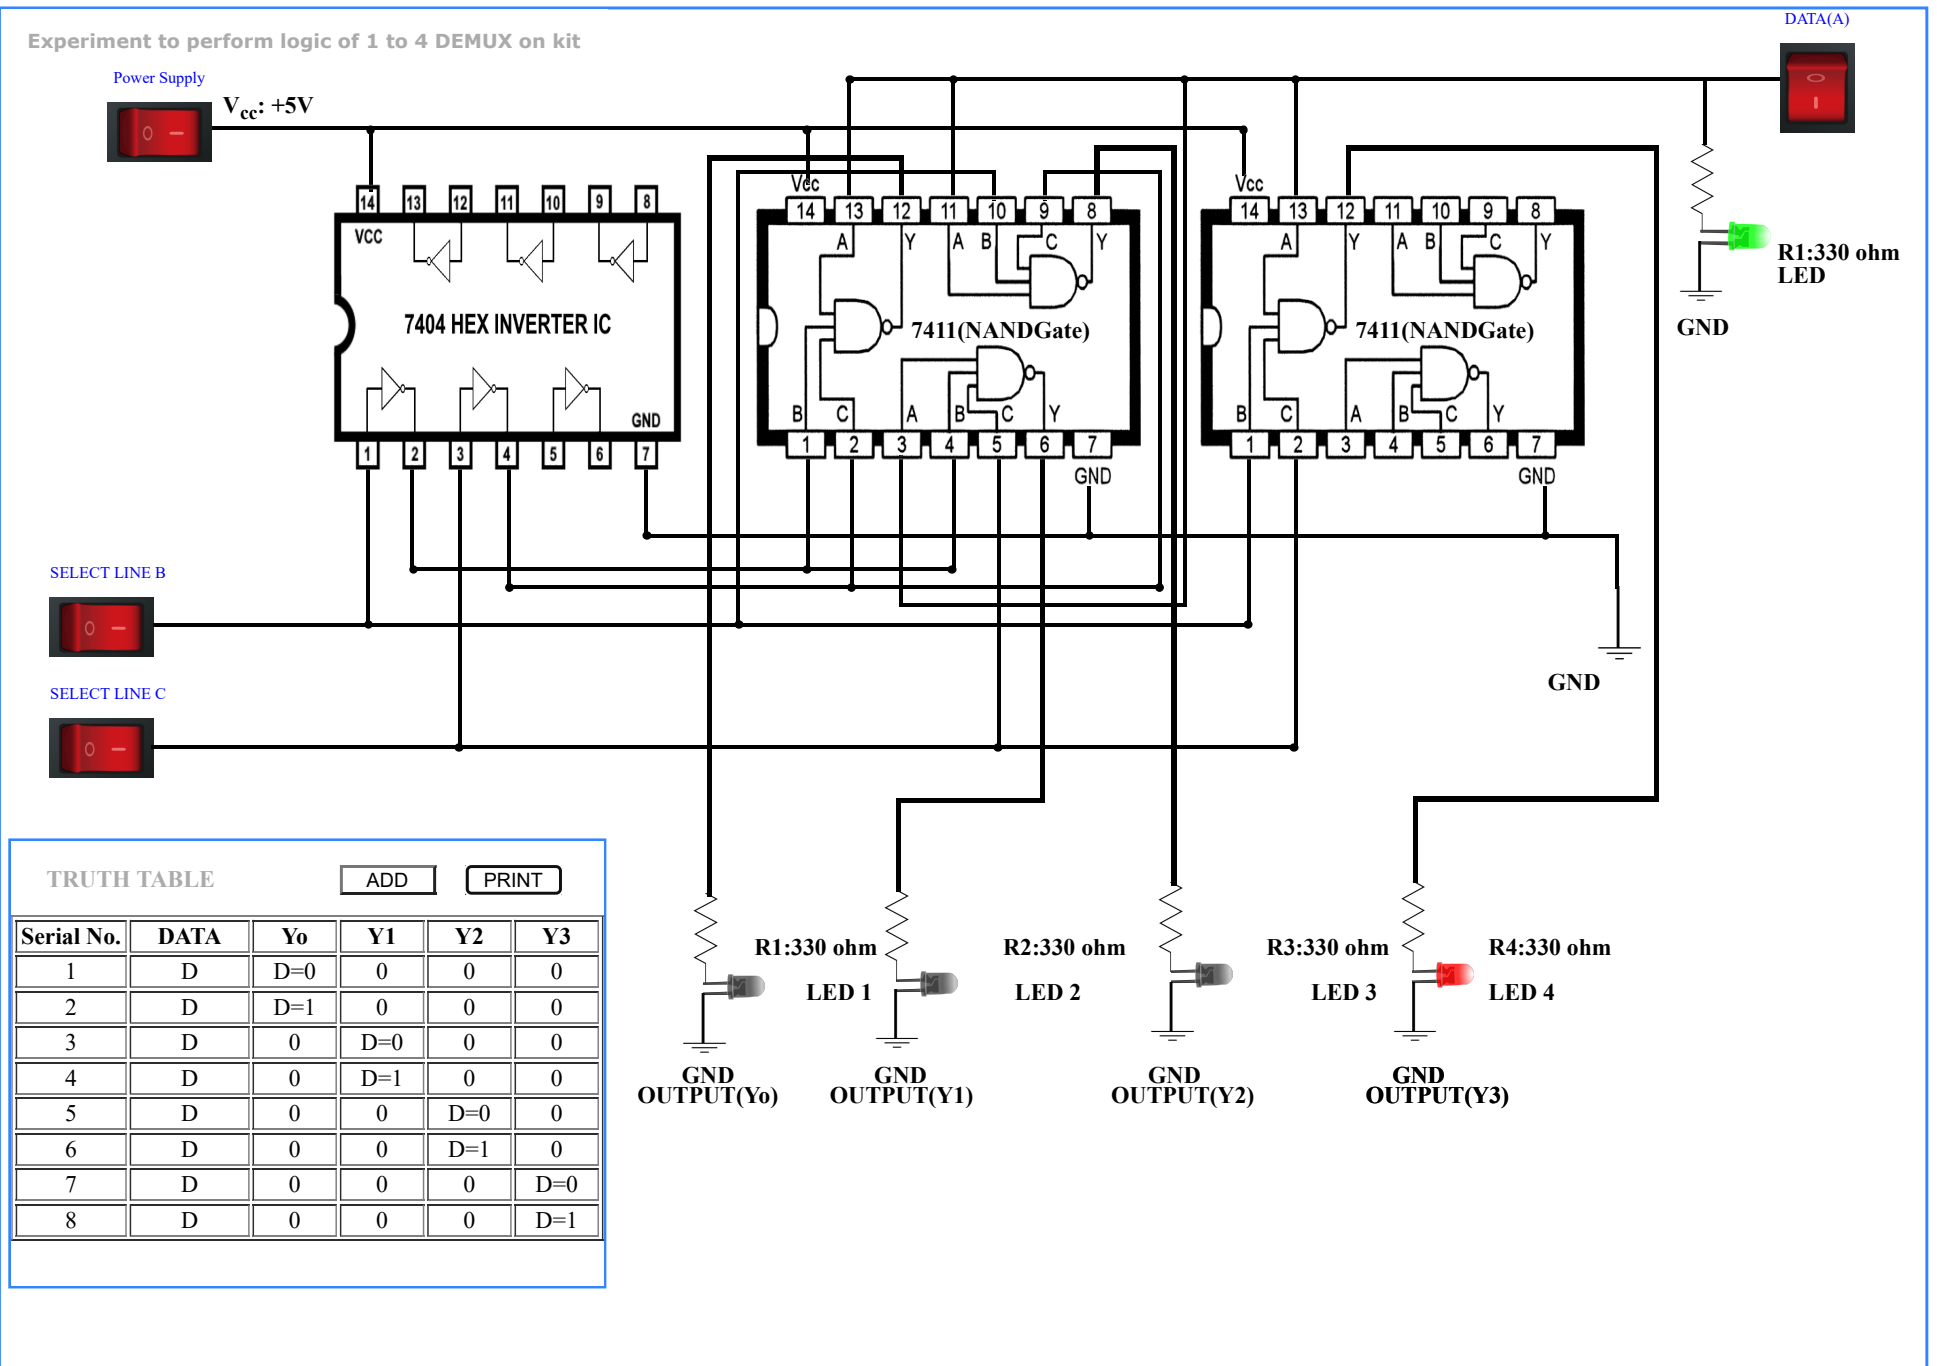 DATA(A)
Experiment to perform logic of 1 to 4 DEMUX on kit
Power Supply
Vcc: +5V
Vcc
Vcc
14 13 12 11 10 9 8
14 13 12 11 10 9 8
14 13 12 11 10 9 8
VCC
A Y A B C Y
A Y A B C Y
R1:330 ohm
LED
GND
7404 HEX INVERTER IC
7411(NANDGate)
7411(NANDGate)
GND
B C A B C Y
B C A B C Y
1 2 3 4 5 6 7
1 2 3 4 5 6 7
1 2 3 4 5 6 7
GND
GND
SELECT LINE B
GND
SELECT LINE C
TRUTH TABLE ADD PRINT
Serial No. DATA Yo Y1 Y2 Y3
1 D D=0 0 0 0
2 D D=1 0 0 0
3 D 0 D=0 0 0
4 D 0 D=1 0 0
5 D 0 0 D=0 0
6 D 0 0 D=1 0
7 D 0 0 0 D=0
8 D 0 0 0 D=1
R1:330 ohm
LED 1
R2:330 ohm
LED 2
R3:330 ohm
LED 3
R4:330 ohm
LED 4
GND
OUTPUT(Yo)
GND
OUTPUT(Y1)
GND
OUTPUT(Y2)
GND
OUTPUT(Y3)